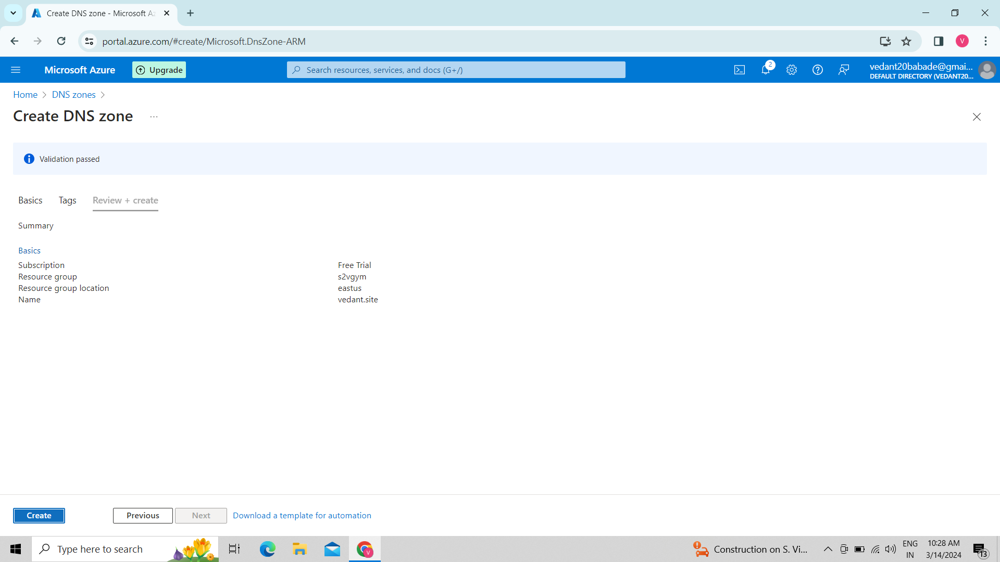 Create DNS zone - Microsoft Az
portal.azure.com/#create/Microsoft.DnsZone-ARM
V
Microsoft Azure
Upgrade
Search resources, services, and docs (G+/)
2
vedant20babade@gmai...
DEFAULT DIRECTORY (VEDANT20...
Home > DNS zones >
Create DNS zone ...
Validation passed
Basics Tags Review + create
Summary
Basics
Subscription Free Trial
Resource group s2vgym
Resource group location eastus
Name vedant.site
Create Previous Next Download a template for automation
Type here to search
V
Construction on S. Vi...
ENG
IN
10:28 AM
3/14/2024
13